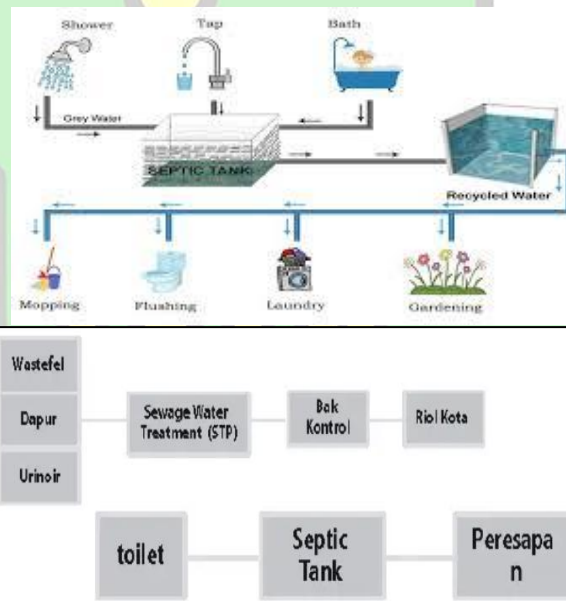 Shower
Tap
Bath
Grey Water
SEPTIC TANK
Recycled Water
Mopping
Flushing
Laundry
Gardening
Wastefel
Dapur
Urinoir
Sewage Water
Treatment (STP)
Bak
Kontrol
Riol Kota
toilet
Septic
Tank
Peresapa
n